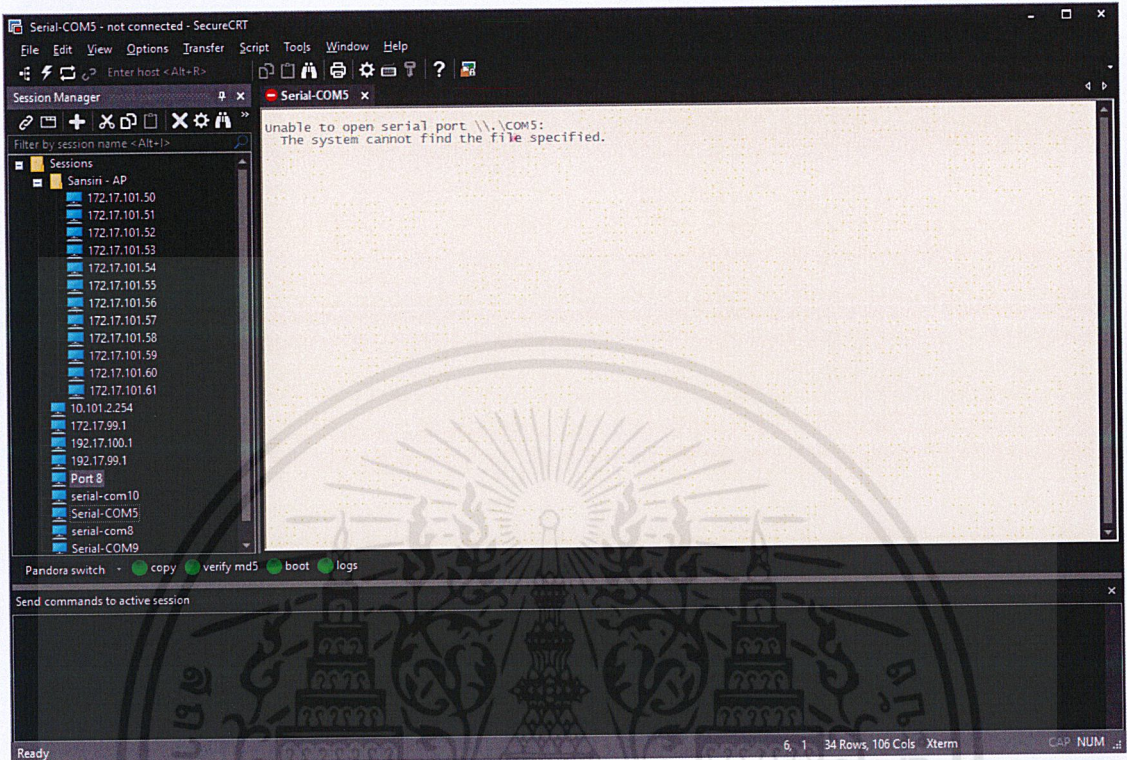 Serial-COM5 - not connected - SecureCRT
File Edit View Options Transfer Script Tools Window Help
Enter host <Alt+R>
Session Manager
Serial-COM5
Filter by session name <Alt+I>
Unable to open serial port \\.\COM5:
The system cannot find the file specified.
Sessions
Sansiri - AP
172.17.101.50
172.17.101.51
172.17.101.52
172.17.101.53
172.17.101.54
172.17.101.55
172.17.101.56
172.17.101.57
172.17.101.58
172.17.101.59
172.17.101.60
172.17.101.61
10.101.2.254
172.17.99.1
192.17.100.1
192.17.99.1
Port 8
serial-com10
Serial-COM5
serial-com8
Serial-COM9
Pandora switch copy verify md5 boot logs
Send commands to active session
Ready 6, 1 34 Rows, 106 Cols Xterm CAP NUM